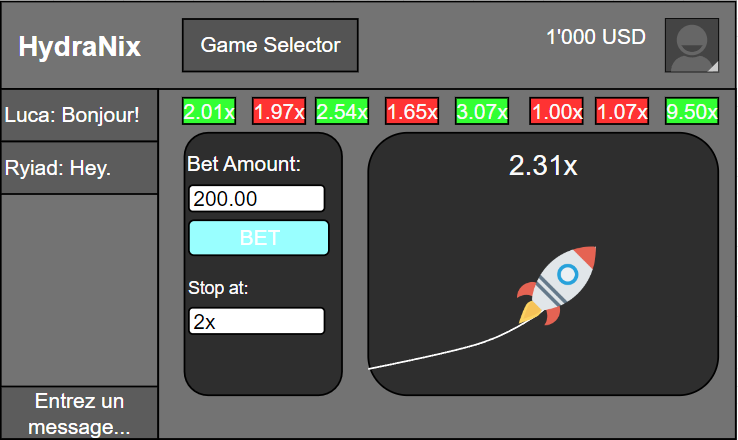 HydraNix
Game Selector
1'000 USD
Luca: Bonjour!
Ryiad: Hey.
Entrez un
message...
2.01x 1.97x 2.54x 1.65x 3.07x 1.00x 1.07x 9.50x
Bet Amount:
200.00
BET
Stop at:
2x
2.31x